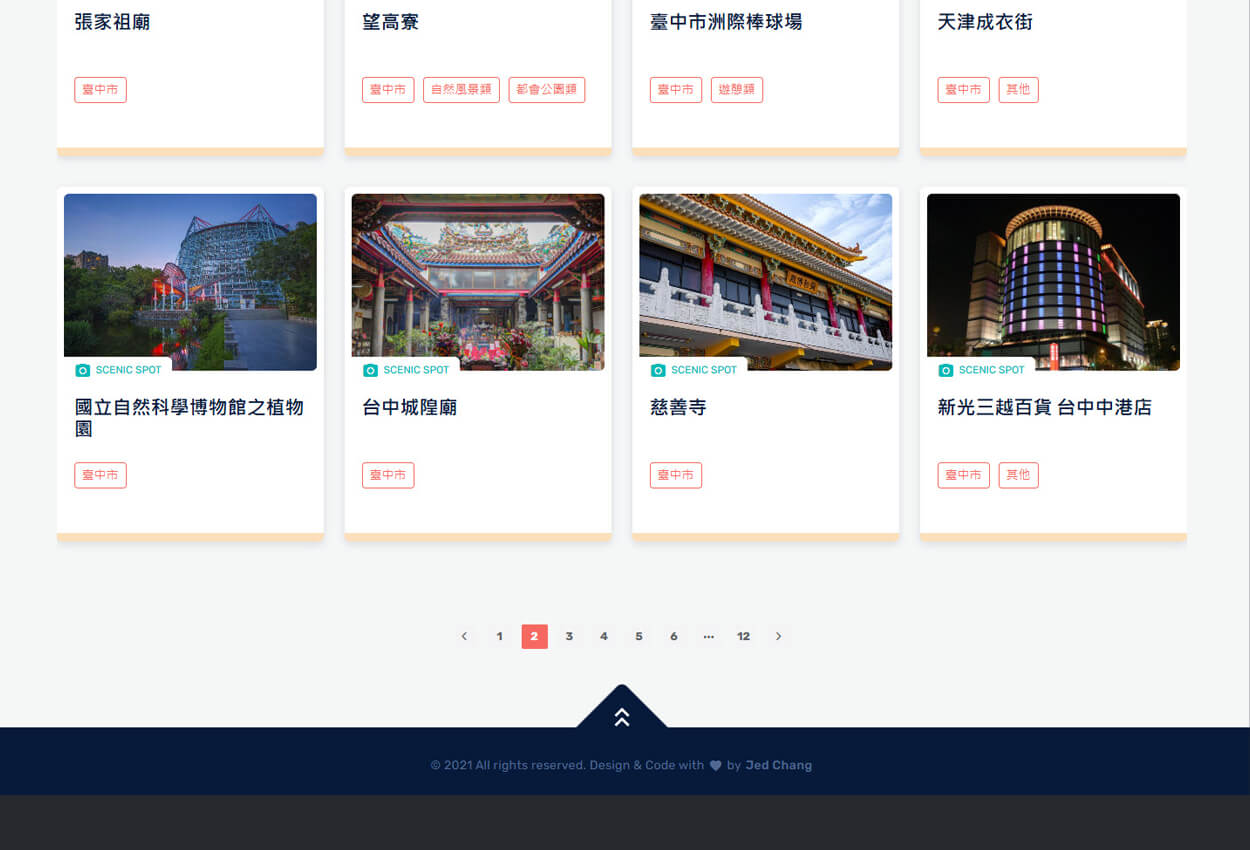 張家祖廟
望高寮
臺中市洲際棒球場
天津成衣街
臺中市
臺中市 自然風景類 都會公園類
臺中市 遊憩類
臺中市 其他
SCENIC SPOT
SCENIC SPOT
SCENIC SPOT
SCENIC SPOT
國立自然科學博物館之植物
園
台中城隍廟
慈善寺
新光三越百貨 台中中港店
臺中市
臺中市
臺中市
臺中市 其他
1 2 3 4 5 6 ... 12
© 2021 All rights reserved. Design & Code with ♥ by Jed Chang